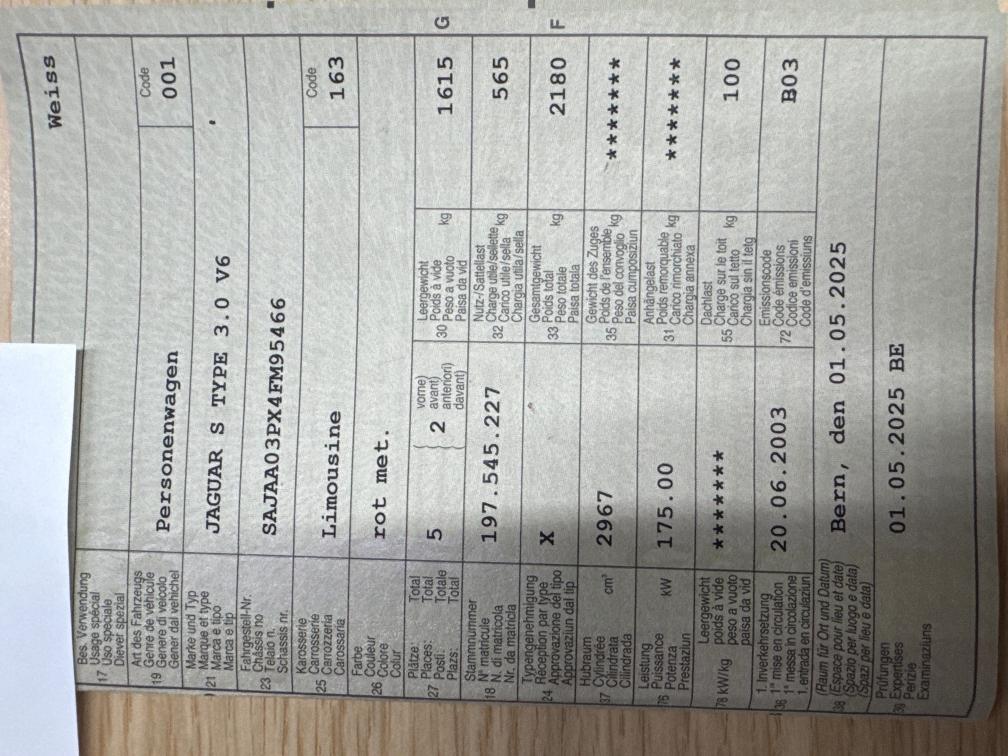 Weiss
Bes. Verwendung
Usage spécial
17 Uso speciale
Diever spezial
Art des Fahrzeugs
Genre de véhicule
19 Genere di veicolo
Gener dal vehichel
Personenwagen
Code
001
Marke und Typ
Marque et type
21 Marca e tipo
Marca e tip
JAGUAR S TYPE 3.0 V6
Fahrgestell-Nr.
Châssis no
23 Telaio n.
Schassis nr.
SAJAA03PX4FM95466
Karosserie
Carrosserie
25 Carrozzeria
Carossaria
Limousine
Code
163
Farbe
Couleur
26 Colore
Colur
rot met.
Plätze: Total
Places: Total
27 Posti: Totale
Plazs: Total
5
2
vorne)
avant)
anteriori)
davant)
Leergewicht
Poids à vide
30 Peso a vuoto kg
Paisa da vid
1615
G
Stammnummer
N° matricule
18 N. di matricola
Nr. da matricla
197.545.227
Nutz-/Sattellast
Charge utile/sellette
32 Carico utile/sella kg
Chargia utila/sella
565
Typengenehmigung
Réception par type
24 Approvazione del tipo
Approvaziun dal tip
X
Gesamtgewicht
Poids total
33 Peso totale kg
Paisa totala
2180
F
Hubraum
Cylindrée
37 Cilindrata cm³
Cilindrada
2967
Gewicht des Zuges
Poids de l'ensemble
35 Peso del convoglio kg
Paisa cumposiziun
*******
Leistung
Puissance
76 Potenza kW
Prestaziun
175.00
Anhängelast
Poids remorquable
31 Carico rimorchiato kg
Chargia annexa
*******
Leergewicht
78 kW/kg poids à vide
peso a vuoto
paisa da vid
*******
Dachlast
Charge sur le toit
55 Carico sul tetto kg
Chargia sin il tetg
100
1. Inverkehrsetzung
1re mise en circulation
36 1a messa in circolazione
1. entrada en circulaziun
20.06.2003
Emissionscode
72 Code émissions
Codice emissioni
Code d'emissiuns
B03
(Raum für Ort und Datum)
(Espace pour lieu et date)
38 (Spazio per luogo e data)
(Spazi per lieu e data)
Bern, den 01.05.2025
Prüfungen
39 Expertises
Perizie
Examinaziuns
01.05.2025 BE